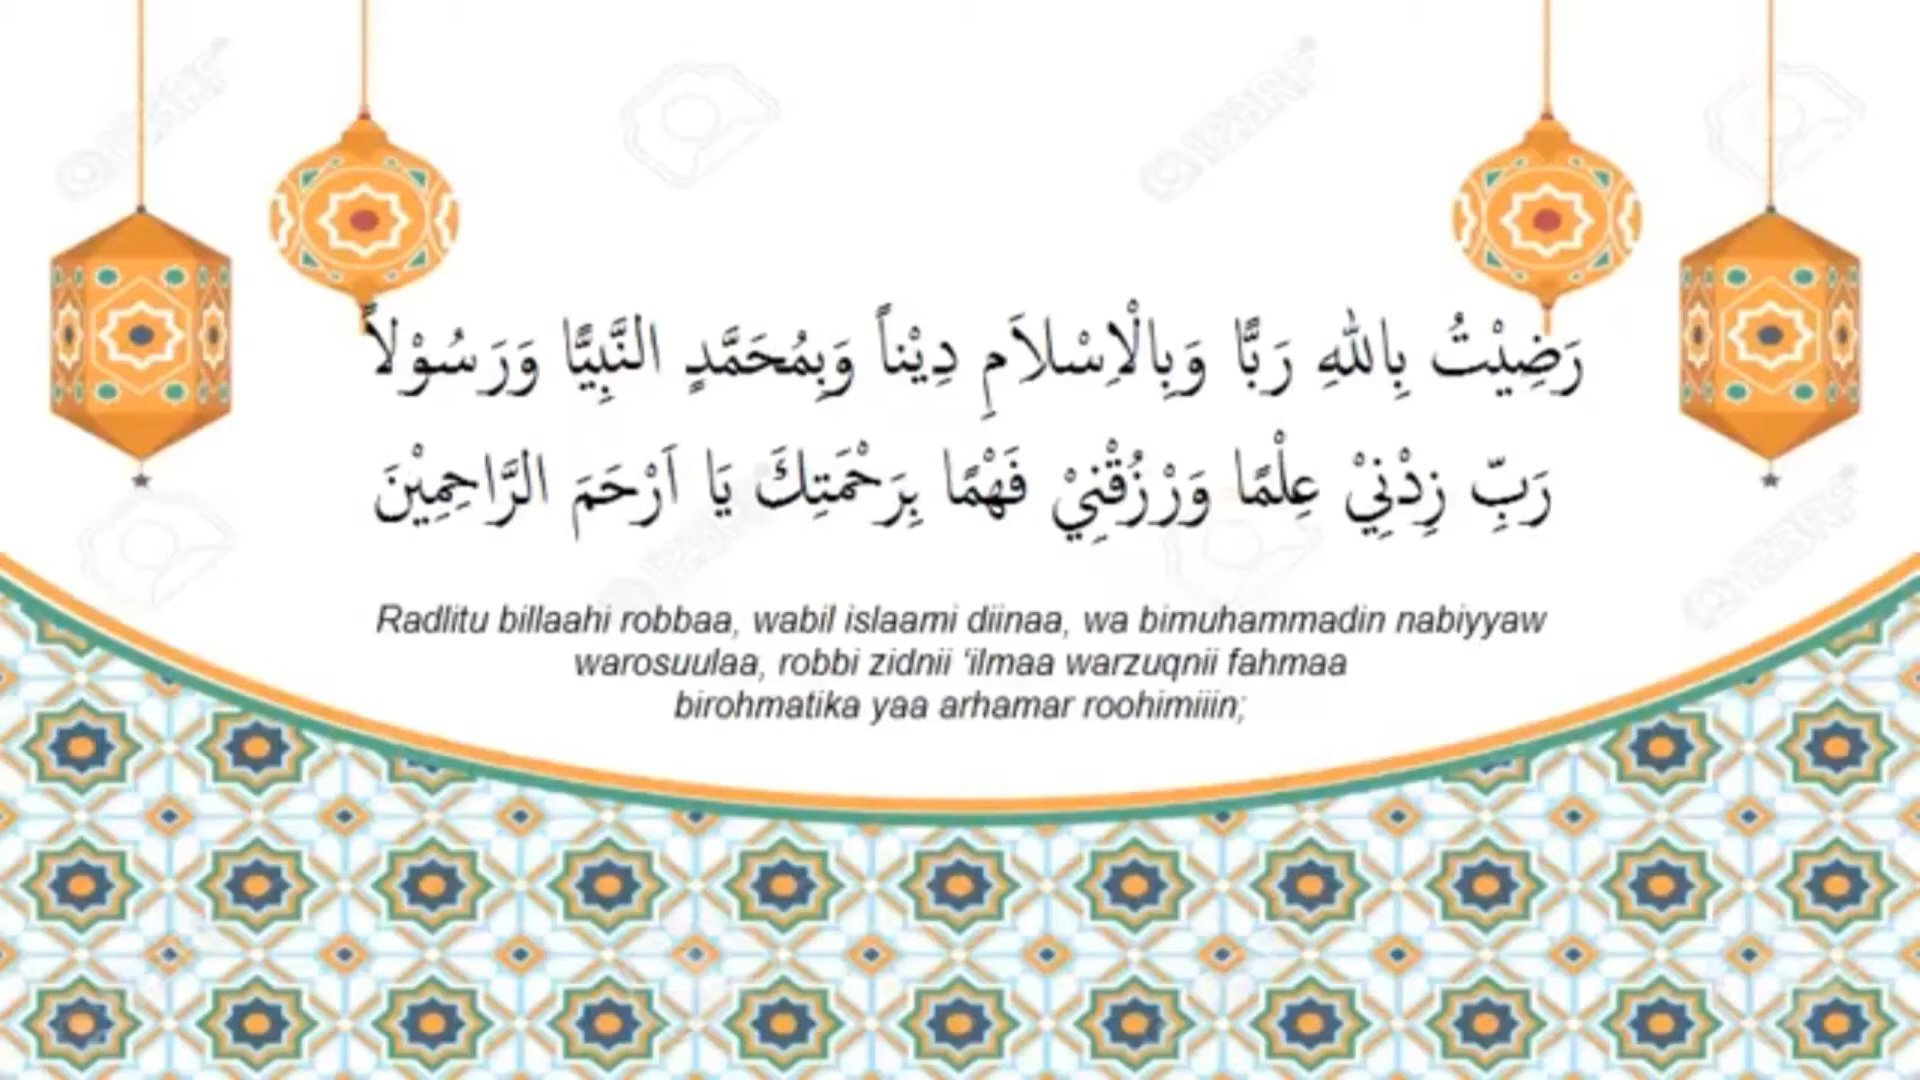 رَضِيْتُ بِاللهِ رَبًّا وَبِالْاِسْلاَمِ دِيْناً وَبِمُحَمَّدٍ النَّبِيًّا وَرَسُوْلاً
رَبِّ زِدْنِيْ عِلْمًا وَرْزُقْنِيْ فَهْمًا بِرَحْمَتِكَ يَا اَرْحَمَ الرَّاحِمِيْنَ
Radlitu billaahi robbaa, wabil islaami diinaa, wa bimuhammadin nabiyyaw
warosuulaa, robbi zidnii 'ilmaa warzuqnii fahmaa
birohmatika yaa arhamar roohimiiin;